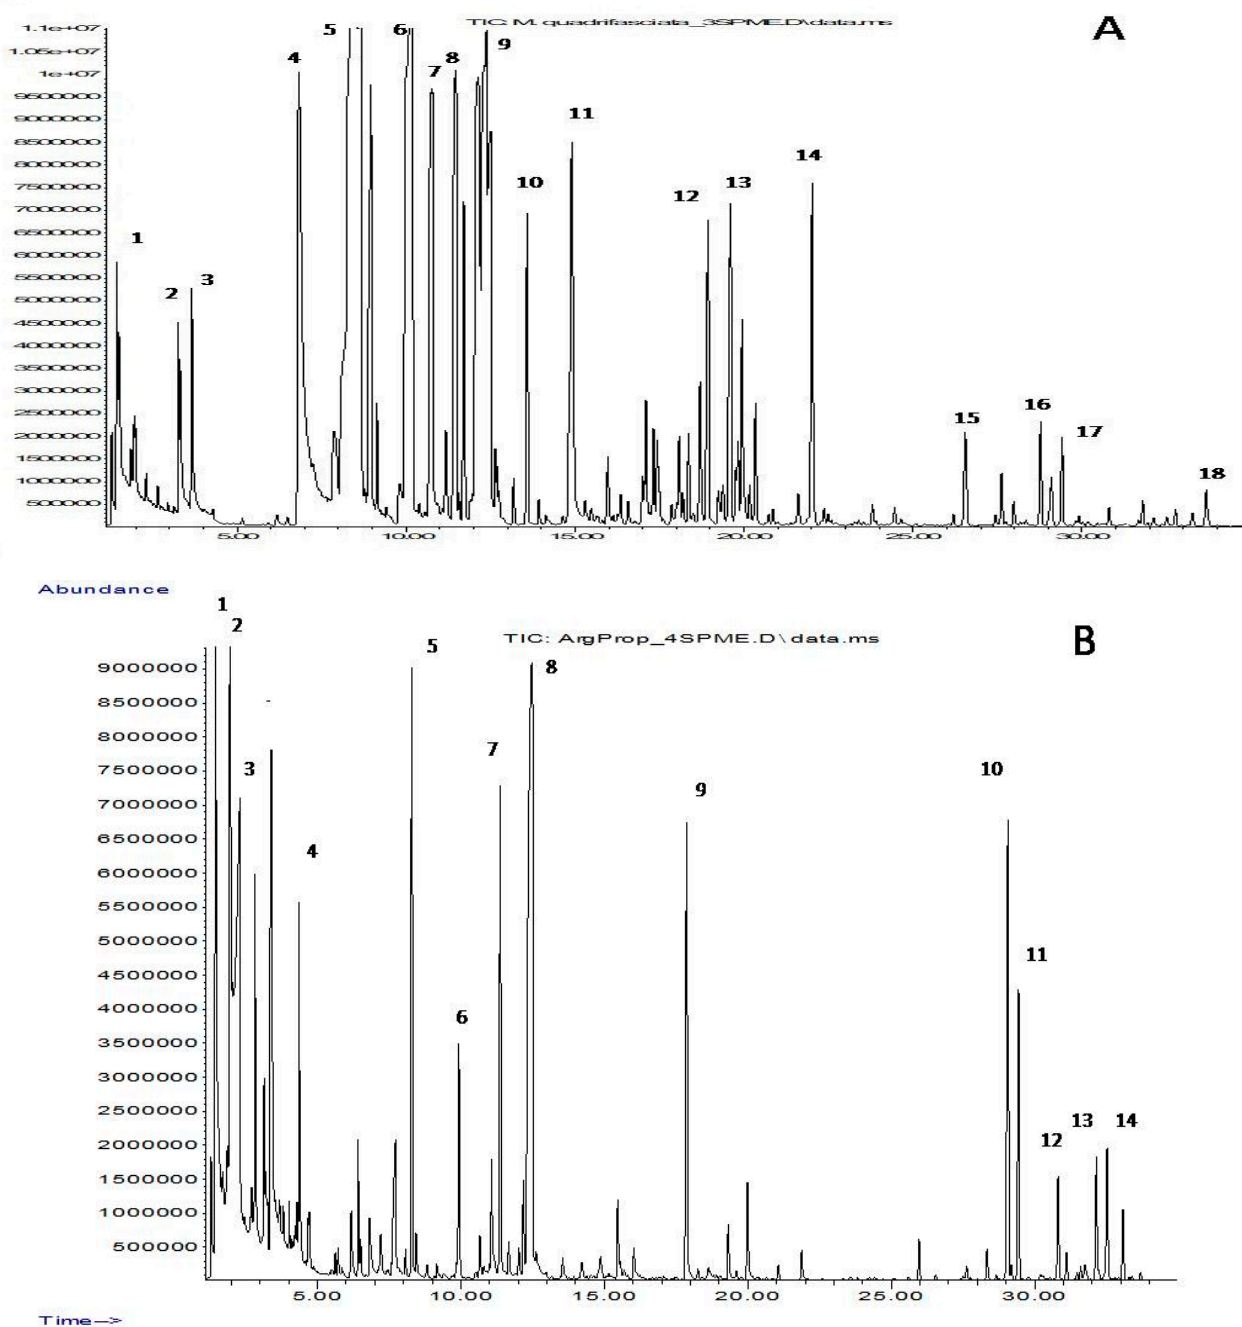 TIC: M. quadrifasciata_3SPME.D\data.ms
A
1.1e+07
1.05e+07
1e+07
9500000
9000000
8500000
8000000
7500000
7000000
6500000
6000000
5500000
5000000
4500000
4000000
3500000
3000000
2500000
2000000
1500000
1000000
500000
1 2 3 4 5 6 7 8 9 10 11 12 13 14 15 16 17 18
5.00 10.00 15.00 20.00 25.00 30.00
Abundance
TIC: ArgProp_4SPME.D\data.ms
B
9000000
8500000
8000000
7500000
7000000
6500000
6000000
5500000
5000000
4500000
4000000
3500000
3000000
2500000
2000000
1500000
1000000
500000
1 2 3 4 5 6 7 8 9 10 11 12 13 14
5.00 10.00 15.00 20.00 25.00 30.00
Time-->